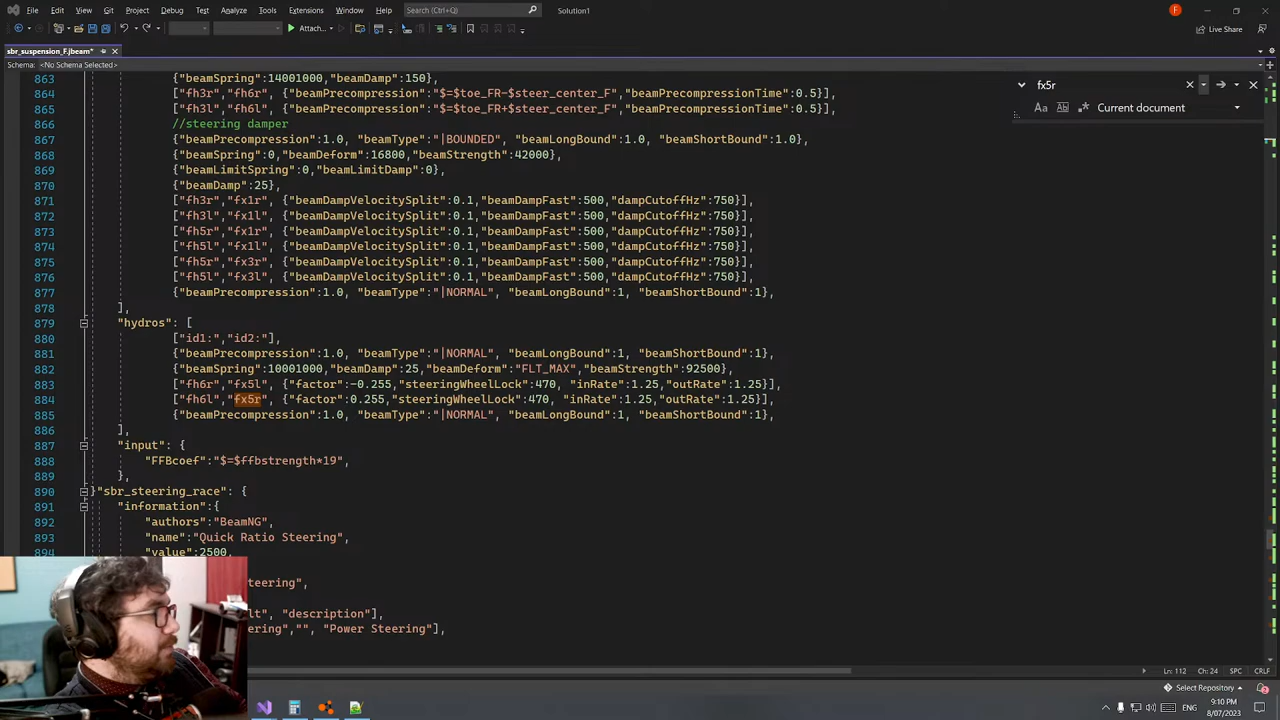 File Edit View Git Debug Test Analyze Tools Extensions Window Help Search (Ctrl+Q) Solution1 F
Attach... Live Share
sbr_suspension_F.jbeam*
Schema: <No Schema Selected>
fx5r
Current document
863 {"beamSpring":14001000,"beamDamp":150},
864 ["fh3r","fh6r", {"beamPrecompression":"$=$toe_FR-$steer_center_F","beamPrecompressionTime":0.5}],
865 ["fh3l","fh6l", {"beamPrecompression":"$=$toe_FR+$steer_center_F","beamPrecompressionTime":0.5}],
866 //steering damper
867 {"beamPrecompression":1.0, "beamType":"|BOUNDED", "beamLongBound":1.0, "beamShortBound":1.0},
868 {"beamSpring":0,"beamDeform":16800,"beamStrength":42000},
869 {"beamLimitSpring":0,"beamLimitDamp":0},
870 {"beamDamp":25},
871 ["fh3r","fx1r", {"beamDampVelocitySplit":0.1,"beamDampFast":500,"dampCutoffHz":750}],
872 ["fh3l","fx1l", {"beamDampVelocitySplit":0.1,"beamDampFast":500,"dampCutoffHz":750}],
873 ["fh5r","fx1r", {"beamDampVelocitySplit":0.1,"beamDampFast":500,"dampCutoffHz":750}],
874 ["fh5l","fx1l", {"beamDampVelocitySplit":0.1,"beamDampFast":500,"dampCutoffHz":750}],
875 ["fh5r","fx3r", {"beamDampVelocitySplit":0.1,"beamDampFast":500,"dampCutoffHz":750}],
876 ["fh5l","fx3l", {"beamDampVelocitySplit":0.1,"beamDampFast":500,"dampCutoffHz":750}],
877 {"beamPrecompression":1.0, "beamType":"|NORMAL", "beamLongBound":1, "beamShortBound":1},
878 ],
879 "hydros": [
880 ["id1:","id2:"],
881 {"beamPrecompression":1.0, "beamType":"|NORMAL", "beamLongBound":1, "beamShortBound":1},
882 {"beamSpring":10001000,"beamDamp":25,"beamDeform":"FLT_MAX","beamStrength":92500},
883 ["fh6r","fx5l", {"factor":-0.255,"steeringWheelLock":470, "inRate":1.25,"outRate":1.25}],
884 ["fh6l","fx5r", {"factor":0.255,"steeringWheelLock":470, "inRate":1.25,"outRate":1.25}],
885 {"beamPrecompression":1.0, "beamType":"|NORMAL", "beamLongBound":1, "beamShortBound":1},
886 ],
887 "input": {
888 "FFBcoef":"$=$ffbstrength*19",
889 },
890 }"sbr_steering_race": {
891 "information":{
892 "authors":"BeamNG",
893 "name":"Quick Ratio Steering",
894 "value":2500,
teering",
lt", "description"],
ering","", "Power Steering"],
Ln: 112 Ch: 24 SPC CRLF
Select Repository
ENG 9:10 PM
8/07/2023